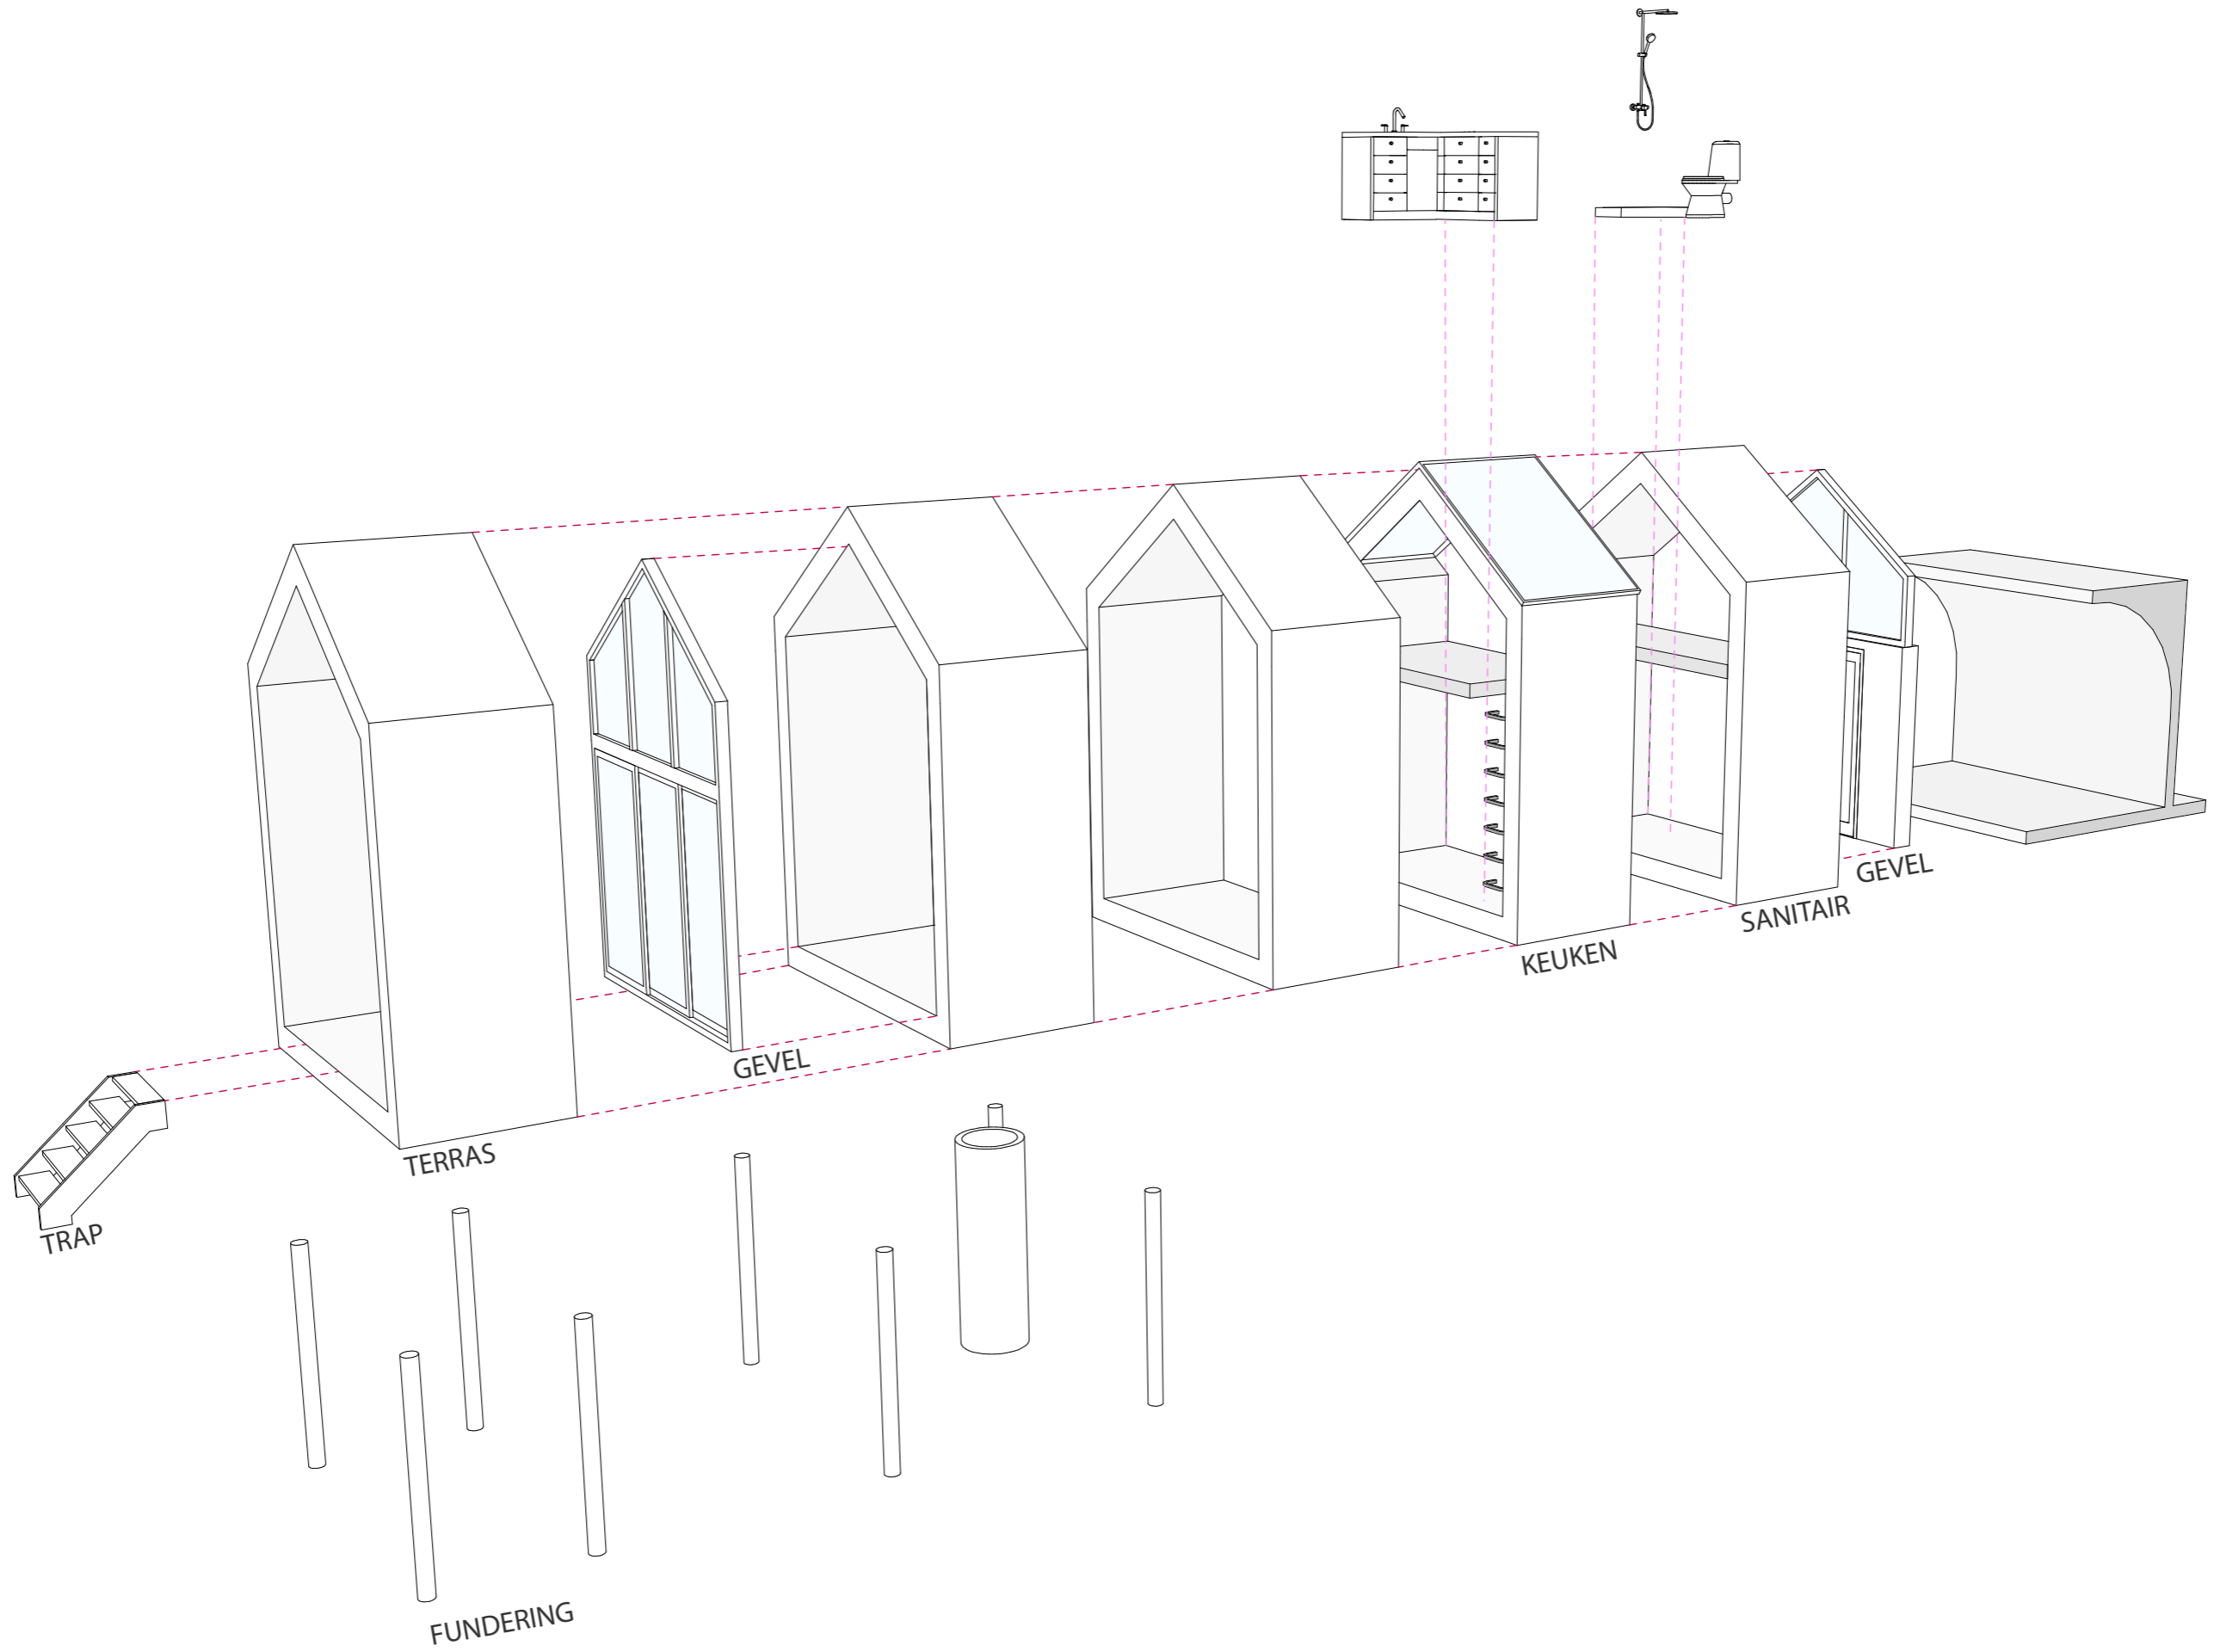 GEVEL
SANITAIR
KEUKEN
GEVEL
TERRAS
TRAP
FUNDERING